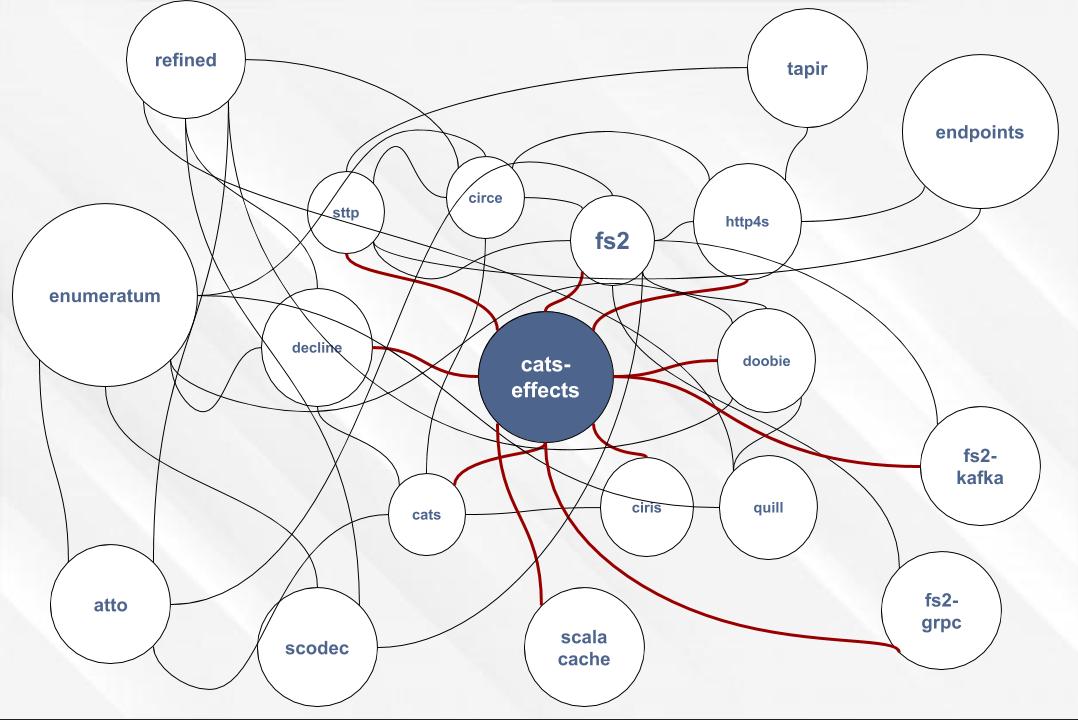 refined
tapir
endpoints
sttp
circe
fs2
http4s
enumeratum
decline
cats-
effects
doobie
fs2-
kafka
cats
ciris
quill
atto
scodec
scala
cache
fs2-
grpc